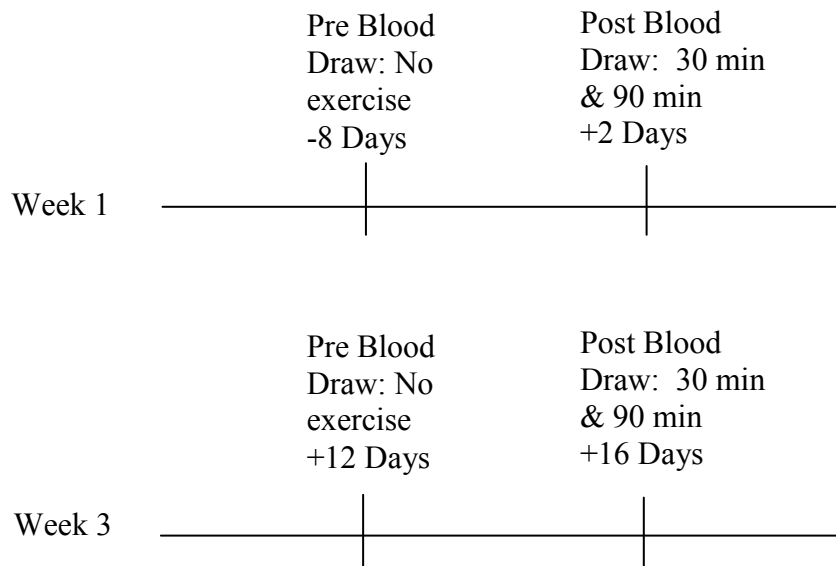 Pre Blood
Draw: No
exercise
-8 Days
Post Blood
Draw:  30 min
& 90 min
+2 Days
Week 1
Pre Blood
Draw: No
exercise
+12 Days
Post Blood
Draw:  30 min
& 90 min
+16 Days
Week 3